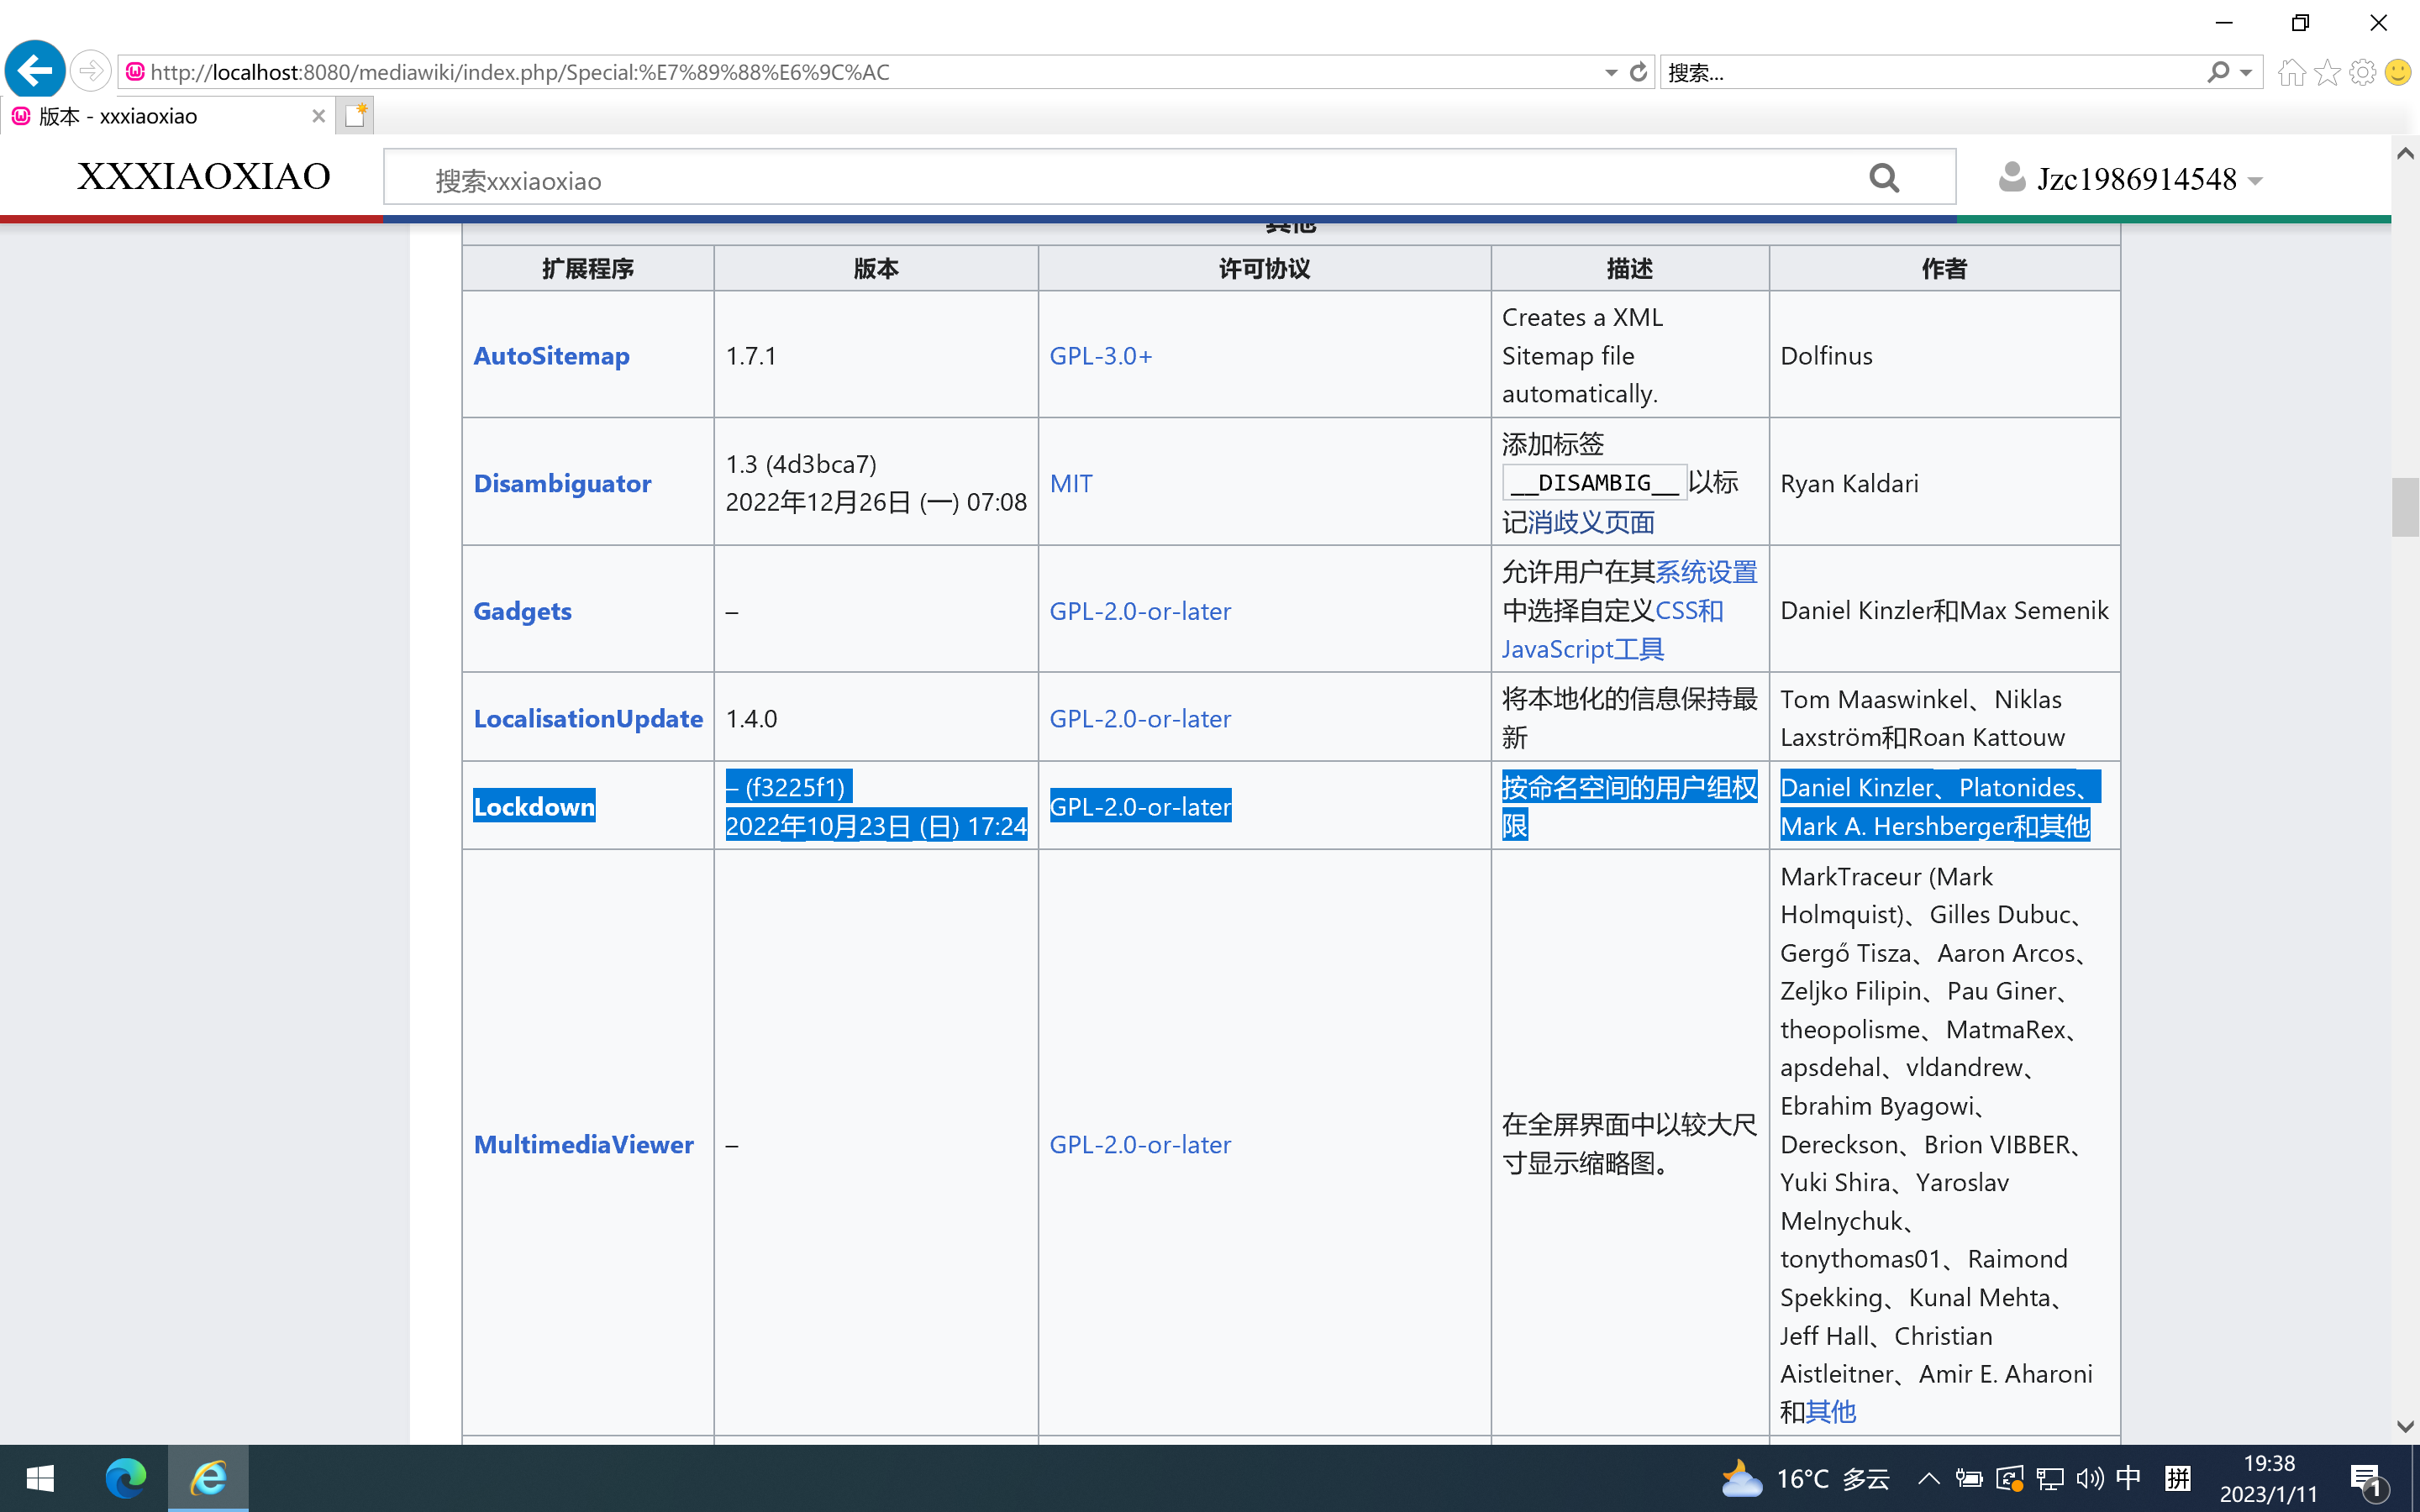 http://localhost:8080/mediawiki/index.php/Special:%E7%89%88%E6%9C%AC
搜索...
版本 - xxxiaoxiao
XXXIAOXIAO
搜索xxxiaoxiao
Jzc1986914548
其他
扩展程序 版本 许可协议 描述 作者
AutoSitemap
1.7.1
GPL-3.0+
Creates a XML
Sitemap file
automatically.
Dolfinus
Disambiguator
1.3 (4d3bca7)
2022年12月26日 (一) 07:08
MIT
添加标签
__DISAMBIG__以标
记消歧义页面
Ryan Kaldari
Gadgets
–
GPL-2.0-or-later
允许用户在其系统设置
中选择自定义CSS和
JavaScript工具
Daniel Kinzler和Max Semenik
LocalisationUpdate
1.4.0
GPL-2.0-or-later
将本地化的信息保持最
新
Tom Maaswinkel、Niklas
Laxström和Roan Kattouw
Lockdown
– (f3225f1)
2022年10月23日 (日) 17:24
GPL-2.0-or-later
按命名空间的用户组权
限
Daniel Kinzler、Platonides、
Mark A. Hershberger和其他
MultimediaViewer
–
GPL-2.0-or-later
在全屏界面中以较大尺
寸显示缩略图。
MarkTraceur (Mark
Holmquist)、Gilles Dubuc、
Gergő Tisza、Aaron Arcos、
Zeljko Filipin、Pau Giner、
theopolisme、MatmaRex、
apsdehal、vldandrew、
Ebrahim Byagowi、
Dereckson、Brion VIBBER、
Yuki Shira、Yaroslav
Melnychuk、
tonythomas01、Raimond
Spekking、Kunal Mehta、
Jeff Hall、Christian
Aistleitner、Amir E. Aharoni
和其他
16°C 多云
中
拼
19:38
2023/1/11
1